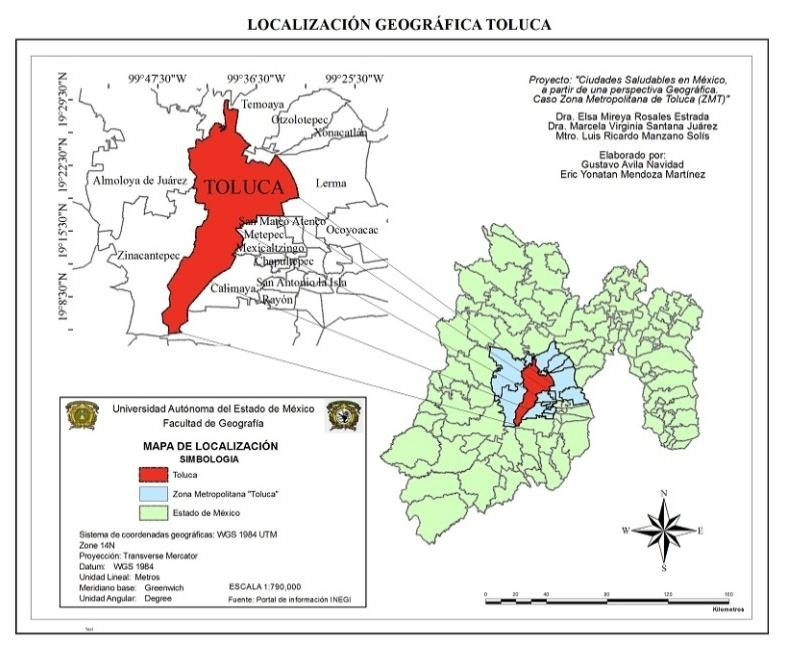 LOCALIZACIÓN GEOGRÁFICA TOLUCA
99°47'30"W 99°36'30"W 99°25'30"W
19°29'30"N
19°22'30"N
19°15'30"N
19°8'30"N
Temoaya
Otzolotepec
Xonacatlán
Almoloya de Juárez
TOLUCA
Lerma
San Mateo Atenco
Ocoyoacac
Metepec
Mexicaltzingo
Zinacantepec
Chapultepec
San Antonio la Isla
Calimaya
Rayón
Proyecto: "Ciudades Saludables en México,
a partir de una perspectiva Geográfica.
Caso Zona Metropolitana de Toluca (ZMT)"
Dra. Elsa Mireya Rosales Estrada
Dra. Marcela Virginia Santana Juárez
Mtro. Luis Ricardo Manzano Solís
Elaborado por:
Gustavo Avila Navidad
Eric Yonatan Mendoza Martínez
Universidad Autónoma del Estado de México
Facultad de Geografía
MAPA DE LOCALIZACIÓN
SIMBOLOGIA
Toluca
Zona Metropolitana "Toluca"
Estado de México
Sistema de coordenadas geográficas: WGS 1984 UTM
Zone 14N
Proyección: Transverse Mercator
Datum: WGS 1984
Unidad Lineal: Metros
Meridiano base: Greenwich
Unidad Angular: Degree
ESCALA 1:790,000
Fuente: Portal de información INEGI
N
W E
S
0 20 40 80 120 160
Kilometros
Text